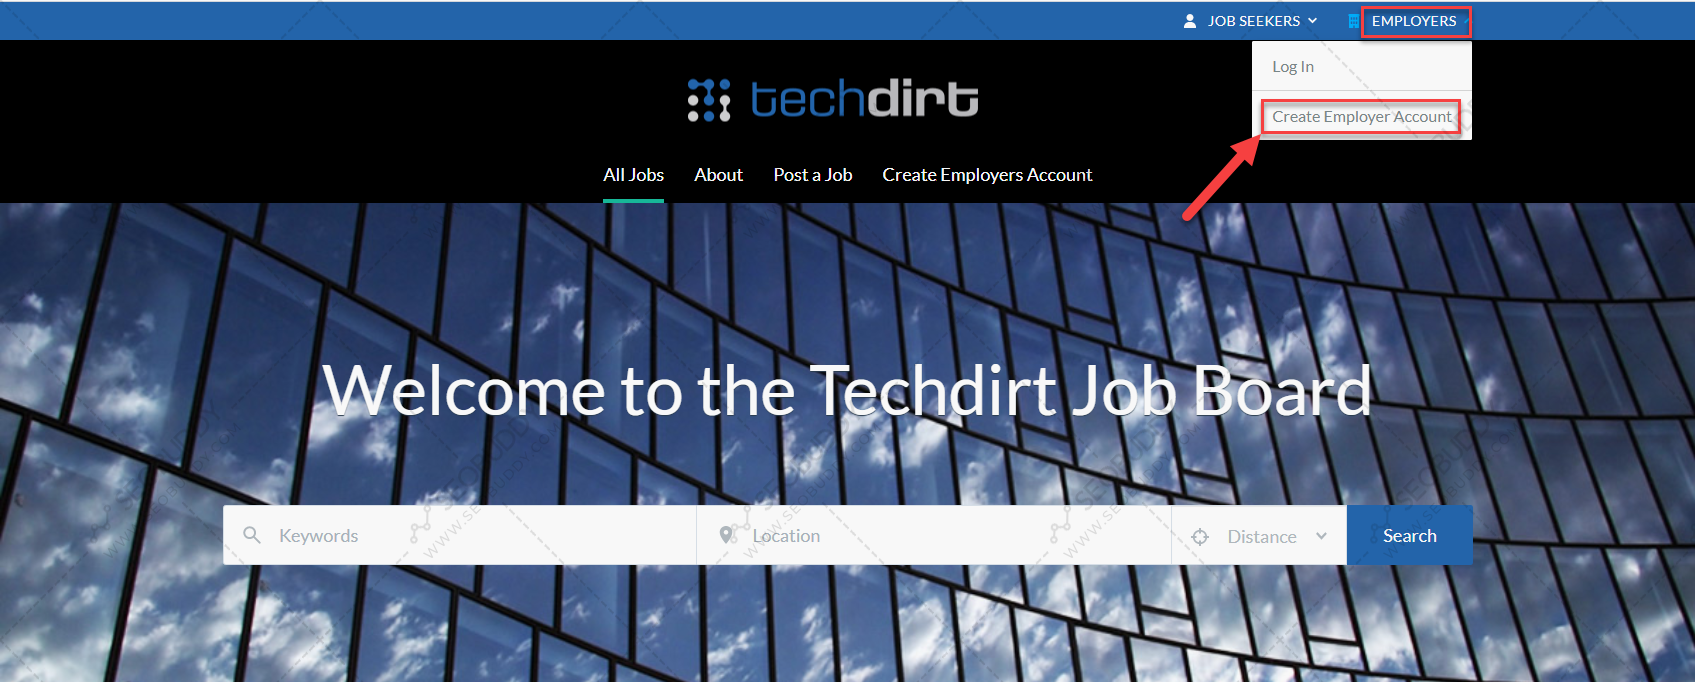 JOB SEEKERS
EMPLOYERS
Log In
Create Employer Account
techdirt
All Jobs
About
Post a Job
Create Employers Account
Welcome to the Techdirt Job Board
Keywords
Location
Distance
Search